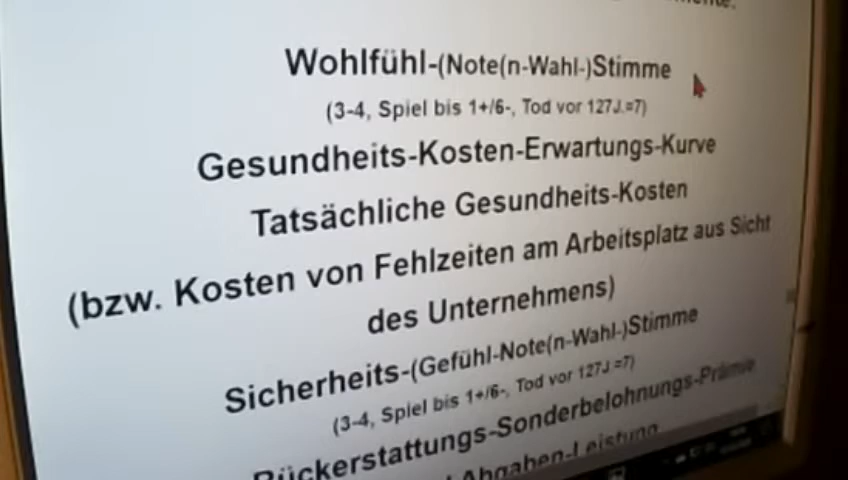 Wohlfühl-(Note(n-Wahl-)Stimme
(3-4, Spiel bis 1+/6-, Tod vor 127J.=7)
Gesundheits-Kosten-Erwartungs-Kurve
Tatsächliche Gesundheits-Kosten
(bzw. Kosten von Fehlzeiten am Arbeitsplatz aus Sicht
des Unternehmens)
Sicherheits-(Gefühl-Note(n-Wahl-)Stimme
(3-4, Spiel bis 1+/6-, Tod vor 127J.=7)
Rückerstattungs-Sonderbelohnungs-Prämie
Abgaben-Leistung